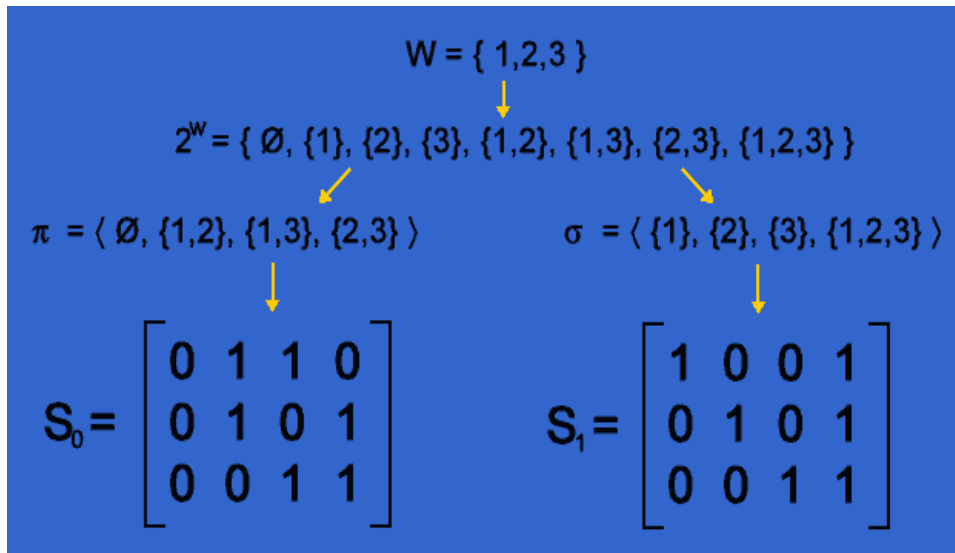 W = { 1,2,3 }
2^W = { Ø, {1}, {2}, {3}, {1,2}, {1,3}, {2,3}, {1,2,3} }
π = ⟨ Ø, {1,2}, {1,3}, {2,3} ⟩
σ = ⟨ {1}, {2}, {3}, {1,2,3} ⟩
S₀ =
0 1 1 0
0 1 0 1
0 0 1 1
S₁ =
1 0 0 1
0 1 0 1
0 0 1 1